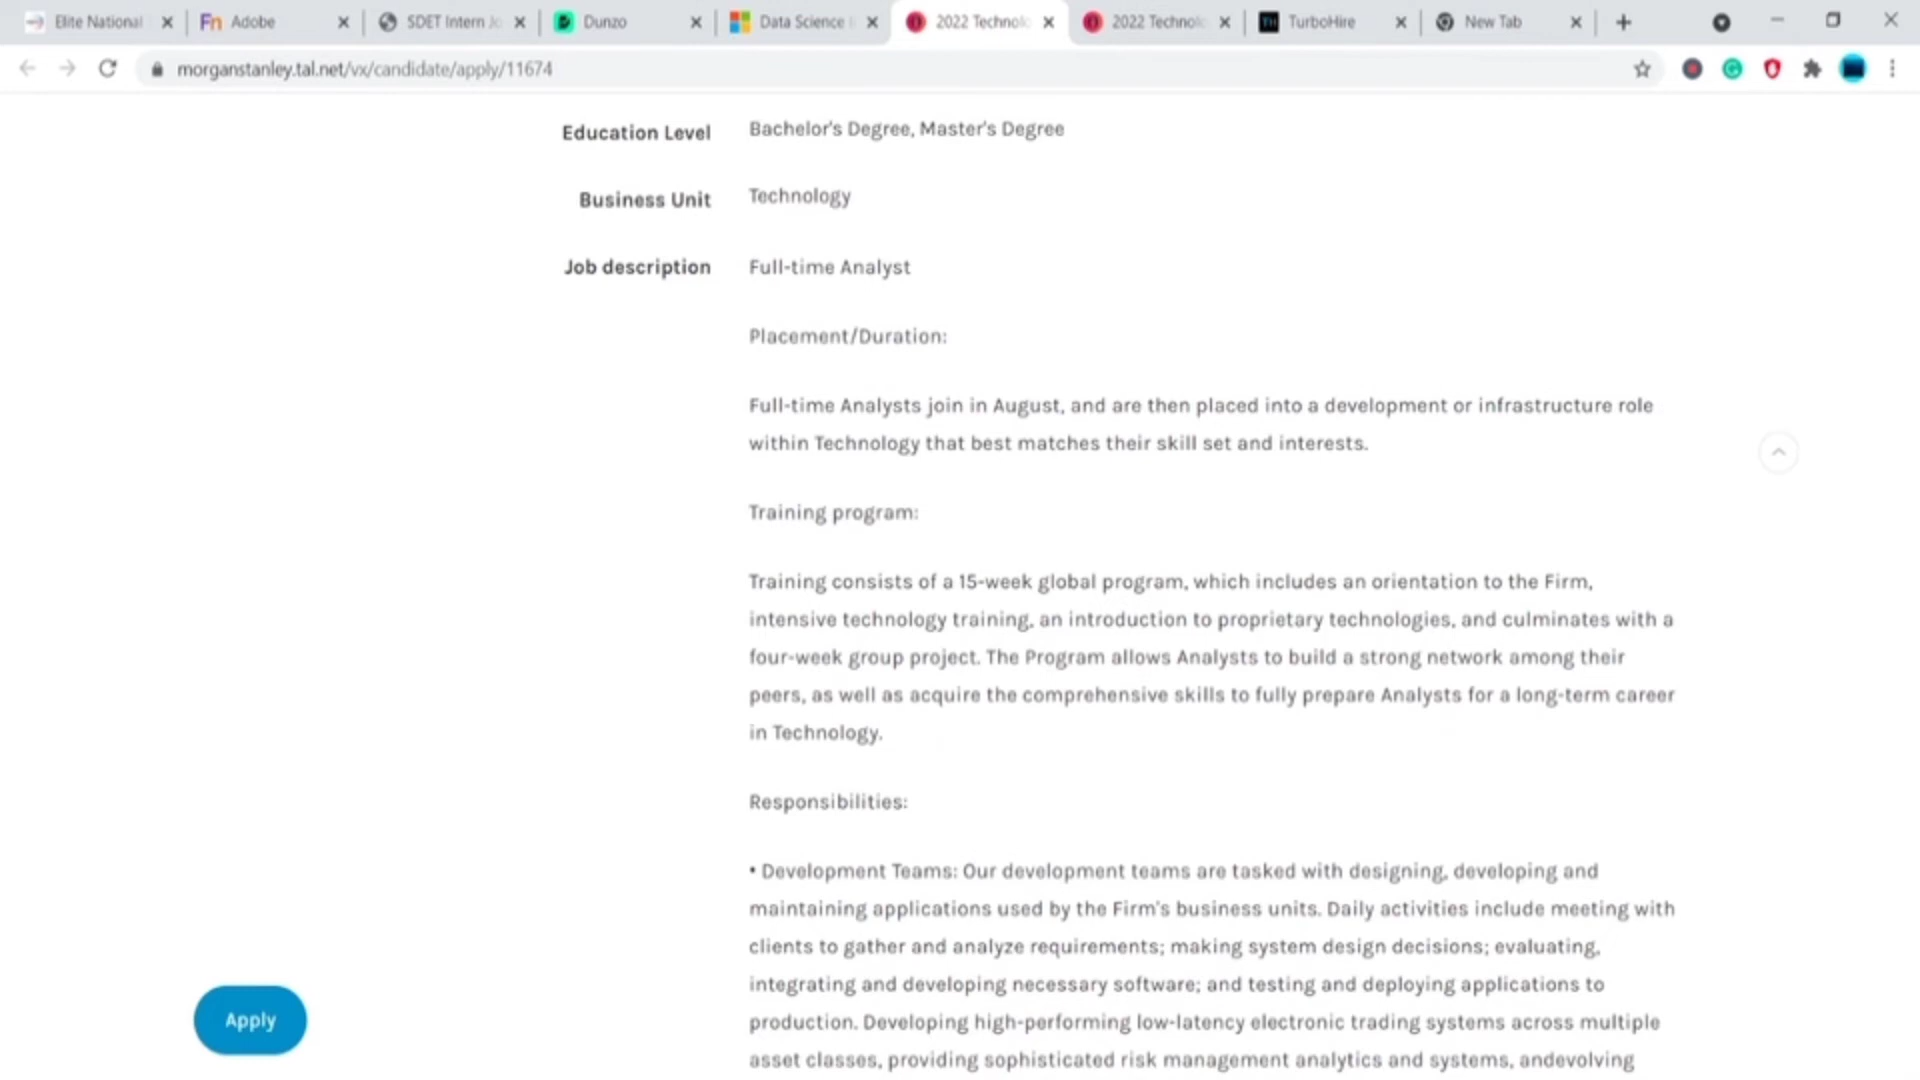 Elite National
Adobe
SDET Intern Jo
Dunzo
Data Science
2022 Technolo
2022 Technolo
TurboHire
New Tab
morganstanley.tal.net/vx/candidate/apply/11674
Education Level
Bachelor's Degree, Master's Degree
Business Unit
Technology
Job description
Full-time Analyst
Placement/Duration:
Full-time Analysts join in August, and are then placed into a development or infrastructure role
within Technology that best matches their skill set and interests.
Training program:
Training consists of a 15-week global program, which includes an orientation to the Firm,
intensive technology training, an introduction to proprietary technologies, and culminates with a
four-week group project. The Program allows Analysts to build a strong network among their
peers, as well as acquire the comprehensive skills to fully prepare Analysts for a long-term career
in Technology.
Responsibilities:
• Development Teams: Our development teams are tasked with designing, developing and
maintaining applications used by the Firm's business units. Daily activities include meeting with
clients to gather and analyze requirements; making system design decisions; evaluating,
integrating and developing necessary software; and testing and deploying applications to
production. Developing high-performing low-latency electronic trading systems across multiple
asset classes, providing sophisticated risk management analytics and systems, andevolving
Apply